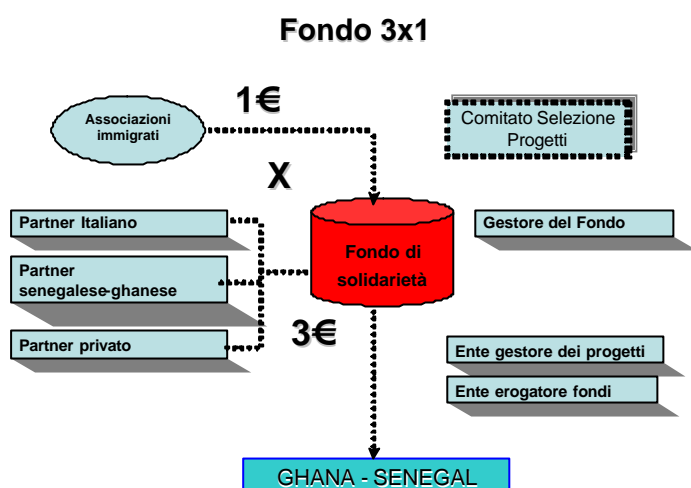 Fondo 3x1
1€
Associazioni
immigrati
Comitato Selezione
Progetti
X
Partner Italiano
Gestore del Fondo
Fondo di
solidarietà
Partner
senegalese-ghanese
3€
Partner privato
Ente gestore dei progetti
Ente erogatore fondi
GHANA - SENEGAL